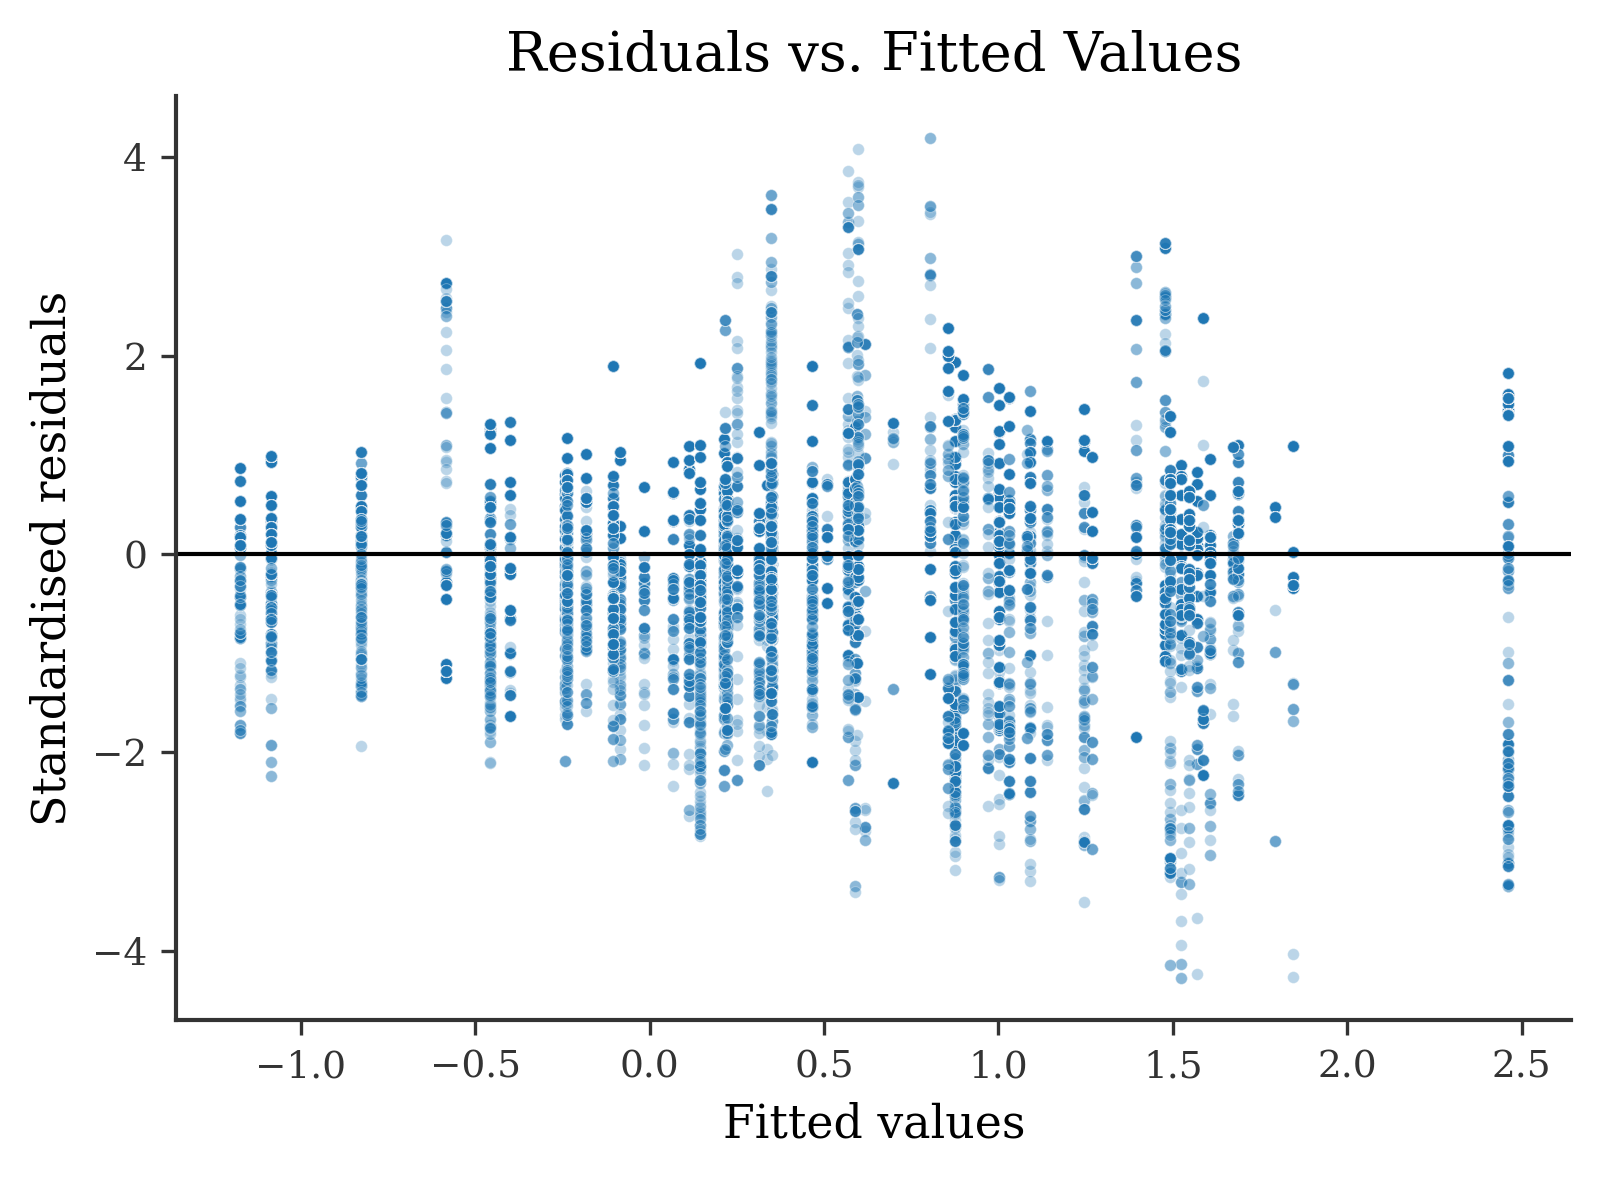 Residuals vs. Fitted Values
Standardised residuals
4
2
0
−2
−4
−1.0 −0.5 0.0 0.5 1.0 1.5 2.0 2.5
Fitted values